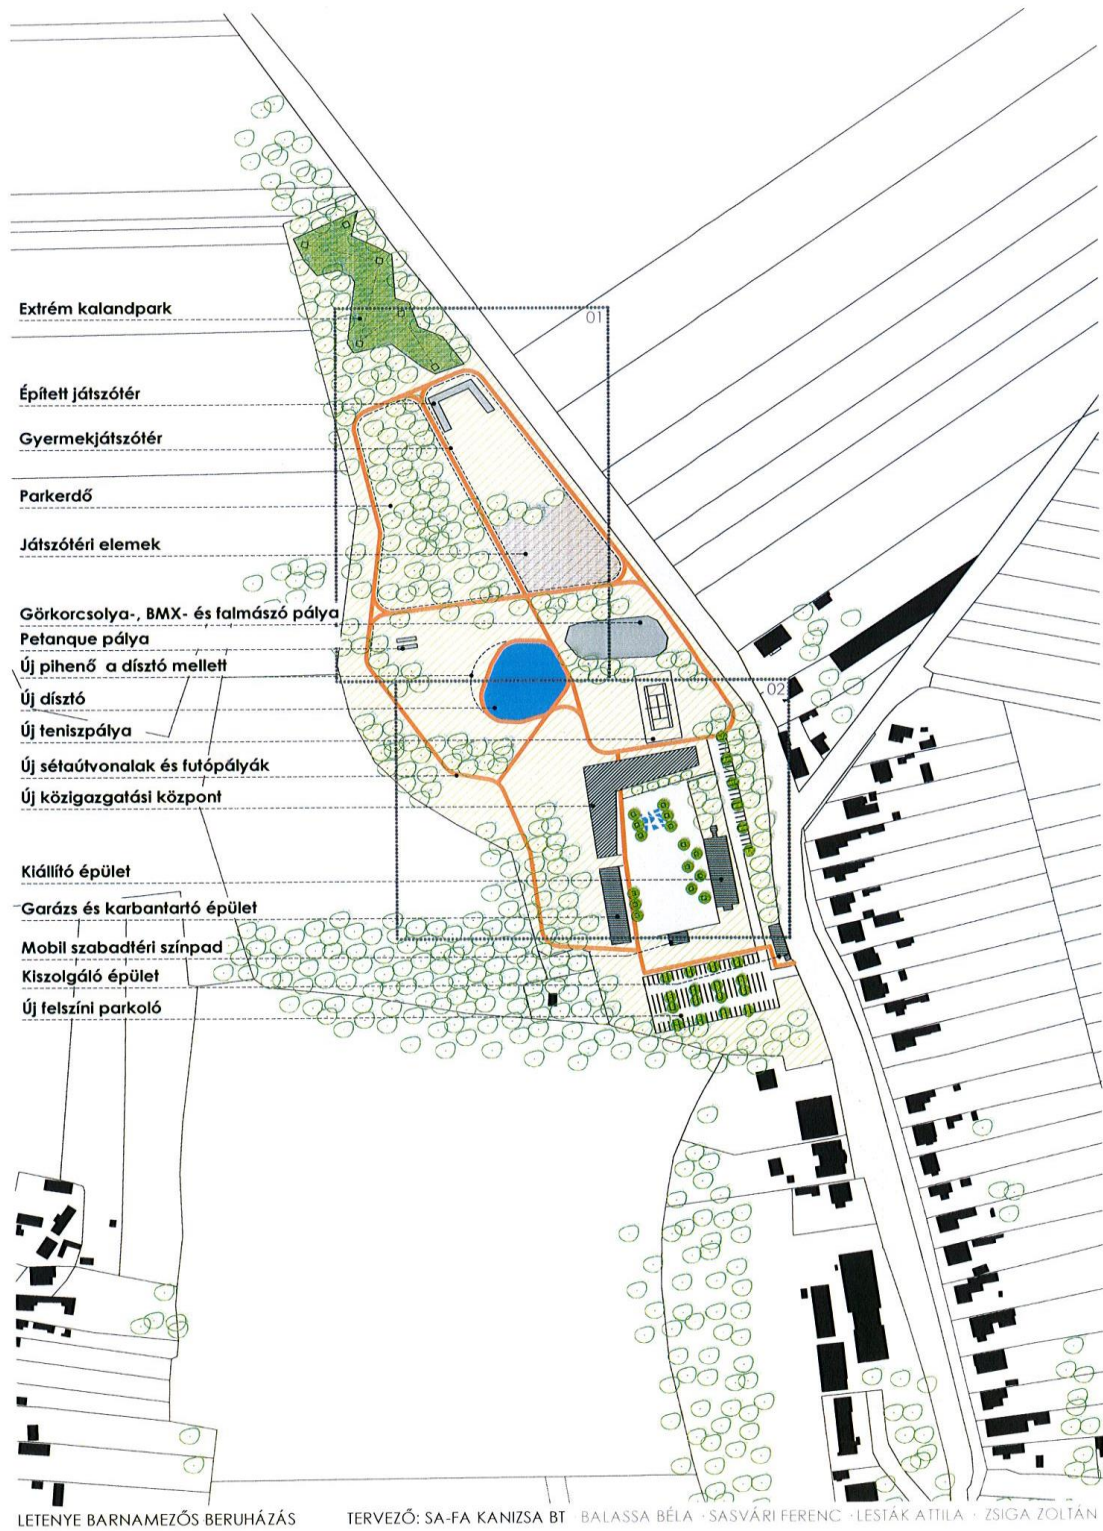 Extrém kalandpark
01
Épített játszótér
Gyermekjátszótér
Parkerdő
Játszótéri elemek
Görkorcsolya-, BMX- és falmászó pálya
Petanque pálya
Új pihenő a dísztó mellett
02
Új dísztó
Új teniszpálya
Új sétaútvonalak és futópályák
Új közigazgatási központ
Kiállító épület
Garázs és karbantartó épület
Mobil szabadtéri színpad
Kiszolgáló épület
Új felszíni parkoló
LETENYE BARNAMEZŐS BERUHÁZÁS TERVEZŐ: SA-FA KANIZSA BT · BALASSA BÉLA · SASVÁRI FERENC · LESTÁK ATTILA · ZSIGA ZOLTÁN